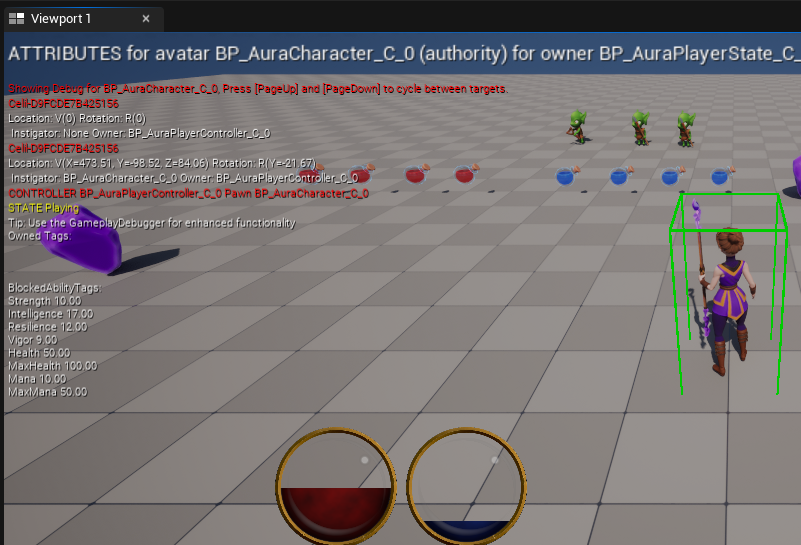 Viewport 1
ATTRIBUTES for avatar BP_AuraCharacter_C_0 (authority) for owner BP_AuraPlayerState_C_
Showing Debug for BP_AuraCharacter_C_0, Press [PageUp] and [PageDown] to cycle between targets.
Celil-D9FCDE7B425156
Location: V(0) Rotation: R(0)
Instigator: None Owner: BP_AuraPlayerController_C_0
Celil-D9FCDE7B425156
Location: V(X=473.51, Y=-98.52, Z=84.06) Rotation: R(Y=-21.67)
Instigator: BP_AuraCharacter_C_0 Owner: BP_AuraPlayerController_C_0
CONTROLLER BP_AuraPlayerController_C_0 Pawn BP_AuraCharacter_C_0
STATE Playing
Tip: Use the GameplayDebugger for enhanced functionality
Owned Tags:
BlockedAbilityTags:
Strength 10.00
Intelligence 17.00
Resilience 12.00
Vigor 9.00
Health 50.00
MaxHealth 100.00
Mana 10.00
MaxMana 50.00